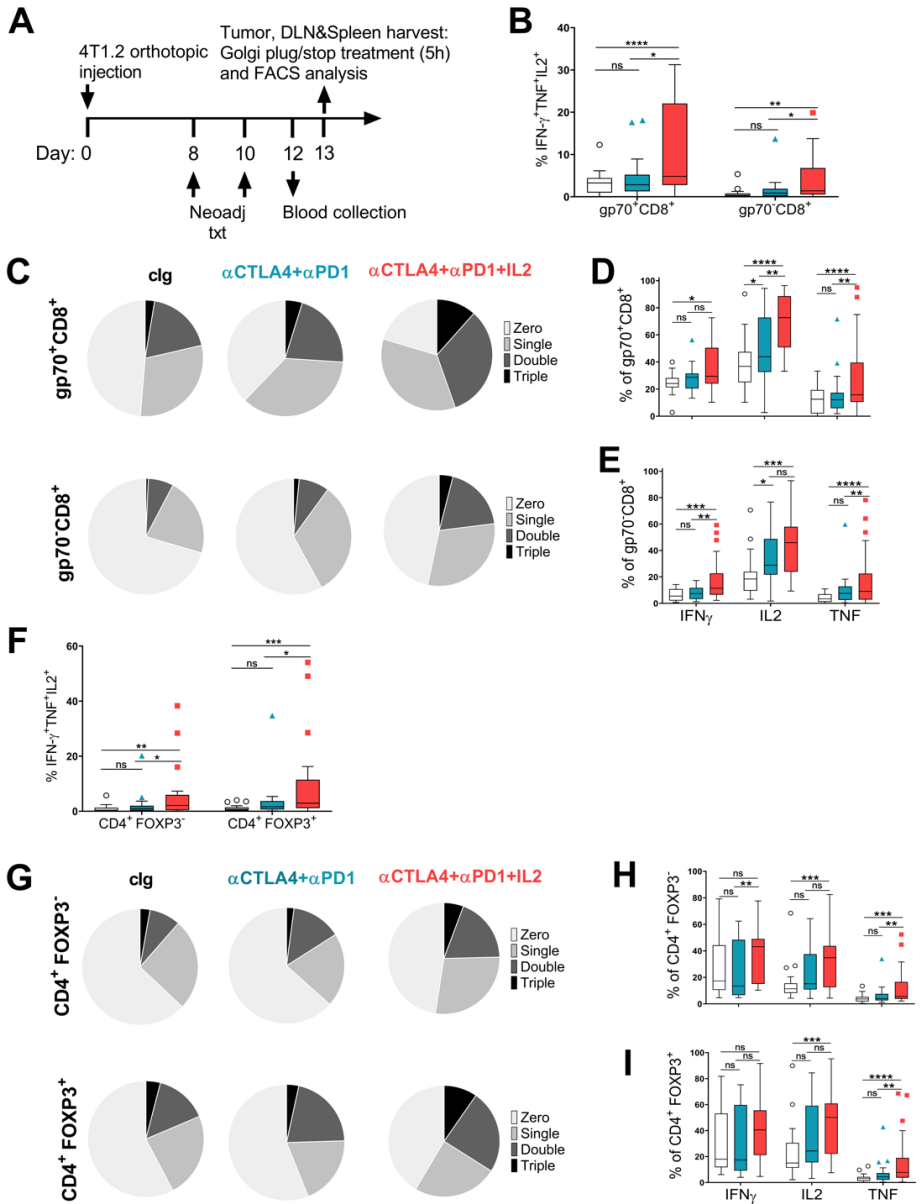 A
4T1.2 orthotopic
injection
Tumor, DLN&Spleen harvest:
Golgi plug/stop treatment (5h)
and FACS analysis
Day: 0 8 10 12 13
Neoadj
txt
Blood collection
B
% IFN-γ⁺TNF⁺IL2⁺
40
30
20
10
0
****
ns
*
**
ns
*
gp70⁺CD8⁺ gp70⁻CD8⁺
C
cIg αCTLA4+αPD1 αCTLA4+αPD1+IL2
gp70⁺CD8⁺
Zero
Single
Double
Triple
gp70⁻CD8⁺
Zero
Single
Double
Triple
D
% of gp70⁺CD8⁺
100
80
60
40
20
0
*
ns ns
****
* **
****
ns **
E
% of gp70⁻CD8⁺
100
80
60
40
20
0
***
ns **
***
* ns
****
ns **
IFNγ IL2 TNF
F
% IFN-γ⁺TNF⁺IL2⁺
60
40
20
0
**
ns
*
***
ns
*
CD4⁺ FOXP3⁻ CD4⁺ FOXP3⁺
G
cIg αCTLA4+αPD1 αCTLA4+αPD1+IL2
CD4⁺ FOXP3⁻
Zero
Single
Double
Triple
CD4⁺ FOXP3⁺
Zero
Single
Double
Triple
H
% of CD4⁺ FOXP3⁻
100
80
60
40
20
0
ns
ns **
***
ns ns
***
ns **
I
% of CD4⁺ FOXP3⁺
100
80
60
40
20
0
ns
ns ns
***
ns ns
****
ns **
IFNγ IL2 TNF